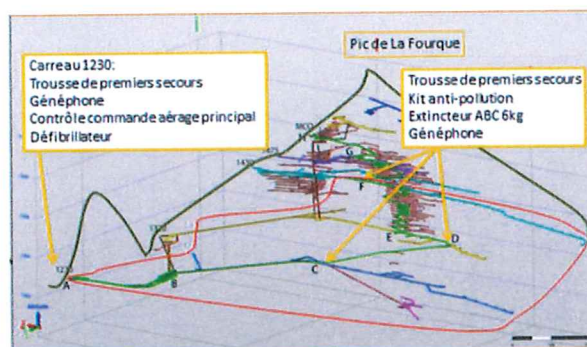 Pic de La Fourque
Carreau 1230:
Trousse de premiers secours
Généphone
Contrôle commande aérage principal
Défibrillateur
Trousse de premiers secours
Kit anti-pollution
Extincteur ABC 6kg
Généphone
G
F
E
D
C
B
A
1230